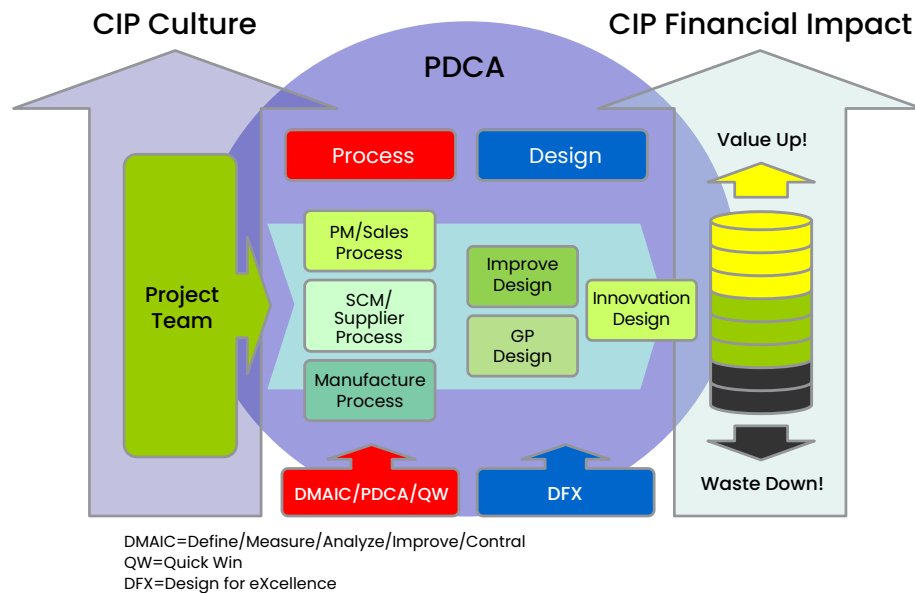 CIP Culture
CIP Financial Impact
PDCA
Process
Design
Value Up!
Project
Team
PM/Sales
Process
SCM/
Supplier
Process
Manufacture
Process
Improve
Design
GP
Design
Innovvation
Design
DMAIC/PDCA/QW
DFX
Waste Down!
DMAIC=Define/Measure/Analyze/Improve/Contral
QW=Quick Win
DFX=Design for eXcellence